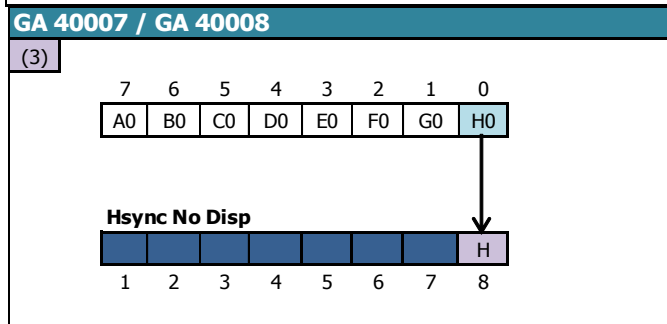 GA 40007 / GA 40008
(3)
7 6 5 4 3 2 1 0
A0 B0 C0 D0 E0 F0 G0 H0
Hsync No Disp
H
1 2 3 4 5 6 7 8